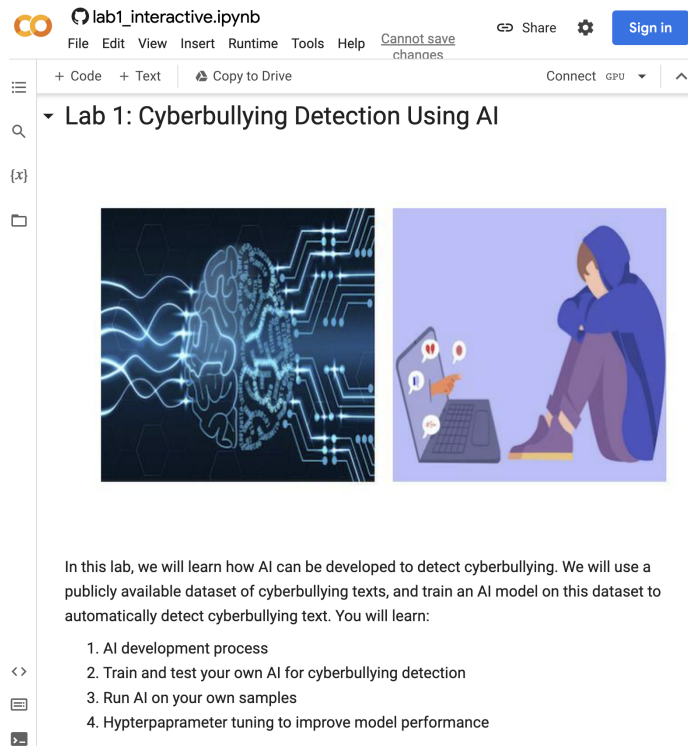 lab1_interactive.ipynb
Share
Sign in
File Edit View Insert Runtime Tools Help Cannot save changes
+ Code + Text Copy to Drive Connect GPU
{x}
Lab 1: Cyberbullying Detection Using AI
In this lab, we will learn how AI can be developed to detect cyberbullying. We will use a
publicly available dataset of cyberbullying texts, and train an AI model on this dataset to
automatically detect cyberbullying text. You will learn:
1. AI development process
2. Train and test your own AI for cyberbullying detection
3. Run AI on your own samples
4. Hypterpaprameter tuning to improve model performance